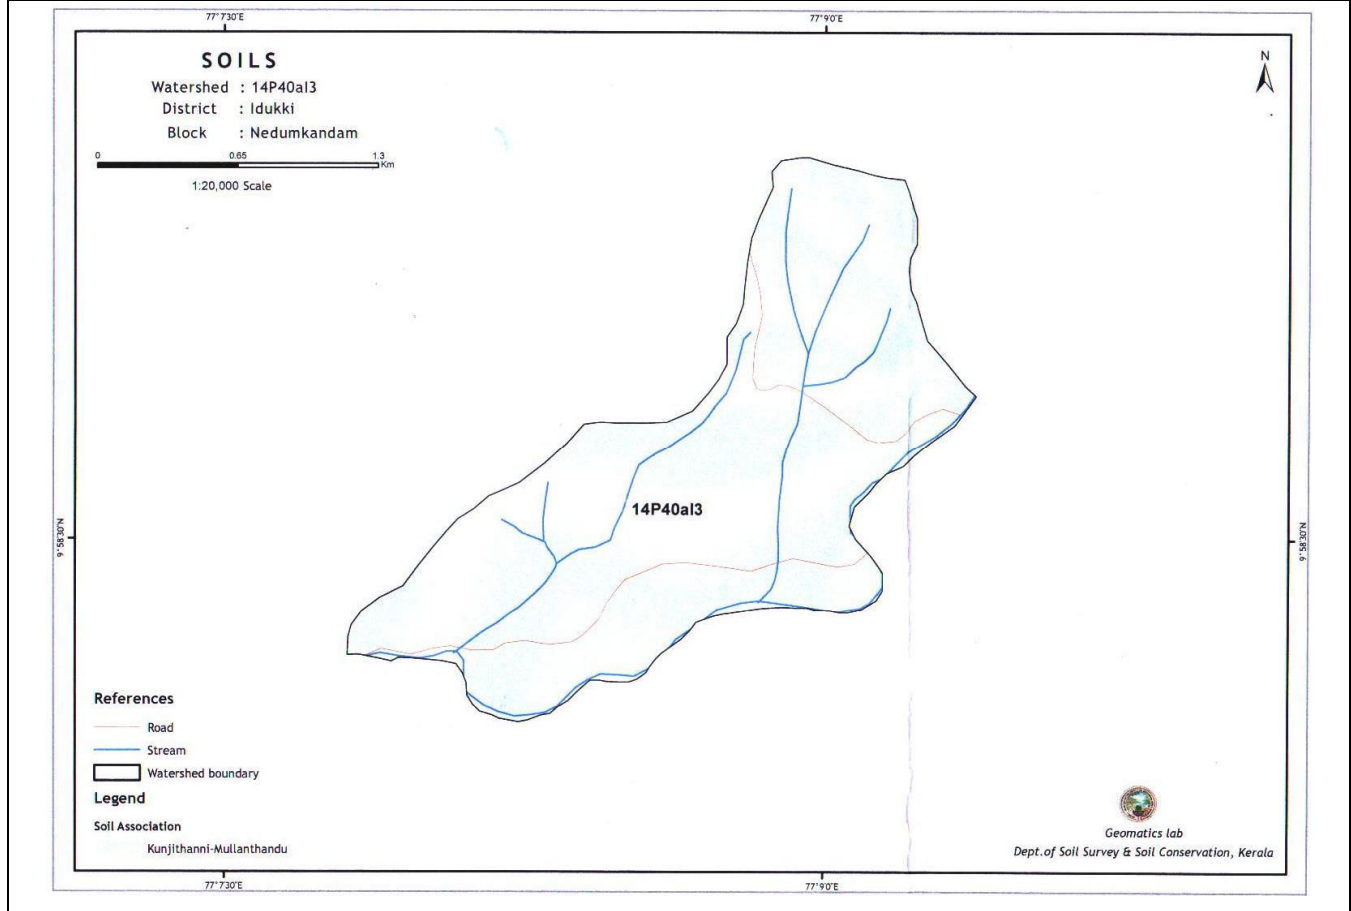 77°7'30"E
77°9'0"E
SOILS
Watershed : 14P40aI3
District : Idukki
Block : Nedumkandam
0 0.65 1.3
Km
1:20,000 Scale
N
14P40aI3
9°58'30"N
9°58'30"N
References
Road
Stream
Watershed boundary
Legend
Soil Association
Kunjithanni-Mullanthandu
Geomatics lab
Dept.of Soil Survey & Soil Conservation, Kerala
77°7'30"E
77°9'0"E